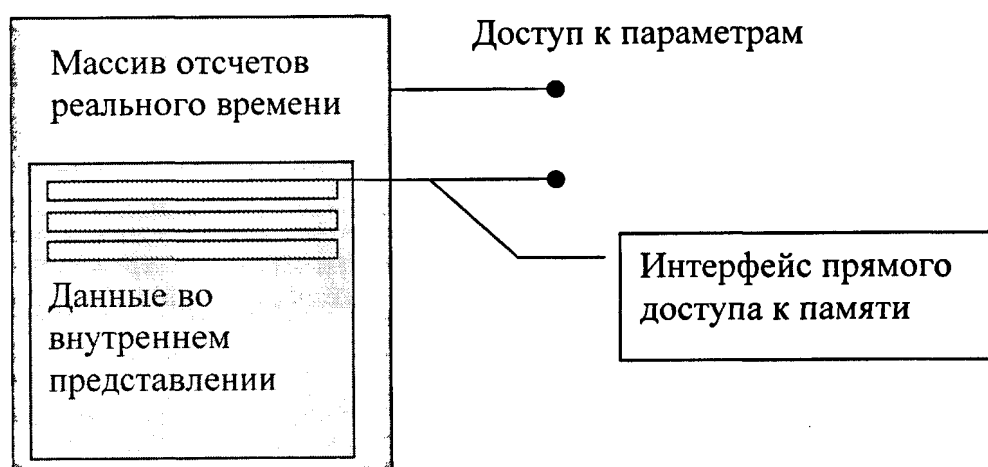 Доступ к параметрам
Массив отсчетов
реального времени
Интерфейс прямого
доступа к памяти
Данные во
внутреннем
представлении